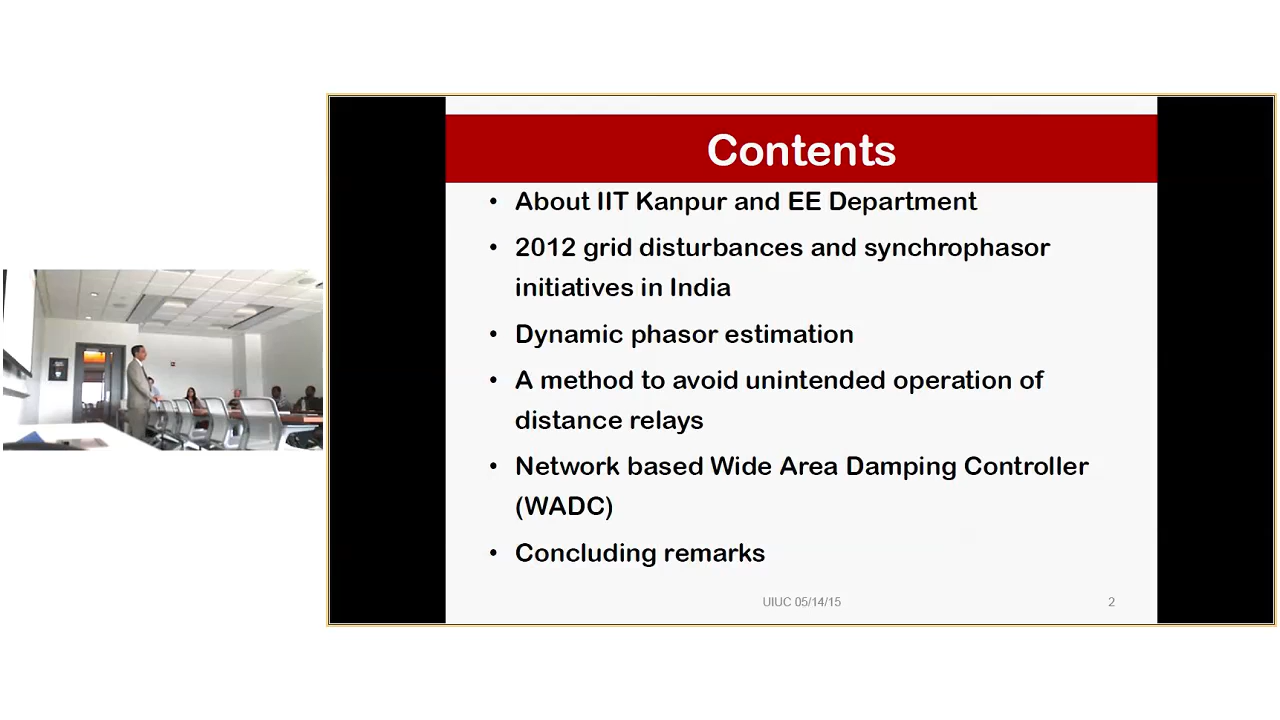 Contents
• About IIT Kanpur and EE Department
• 2012 grid disturbances and synchrophasor
initiatives in India
• Dynamic phasor estimation
• A method to avoid unintended operation of
distance relays
• Network based Wide Area Damping Controller
(WADC)
• Concluding remarks
UIUC 05/14/15
2